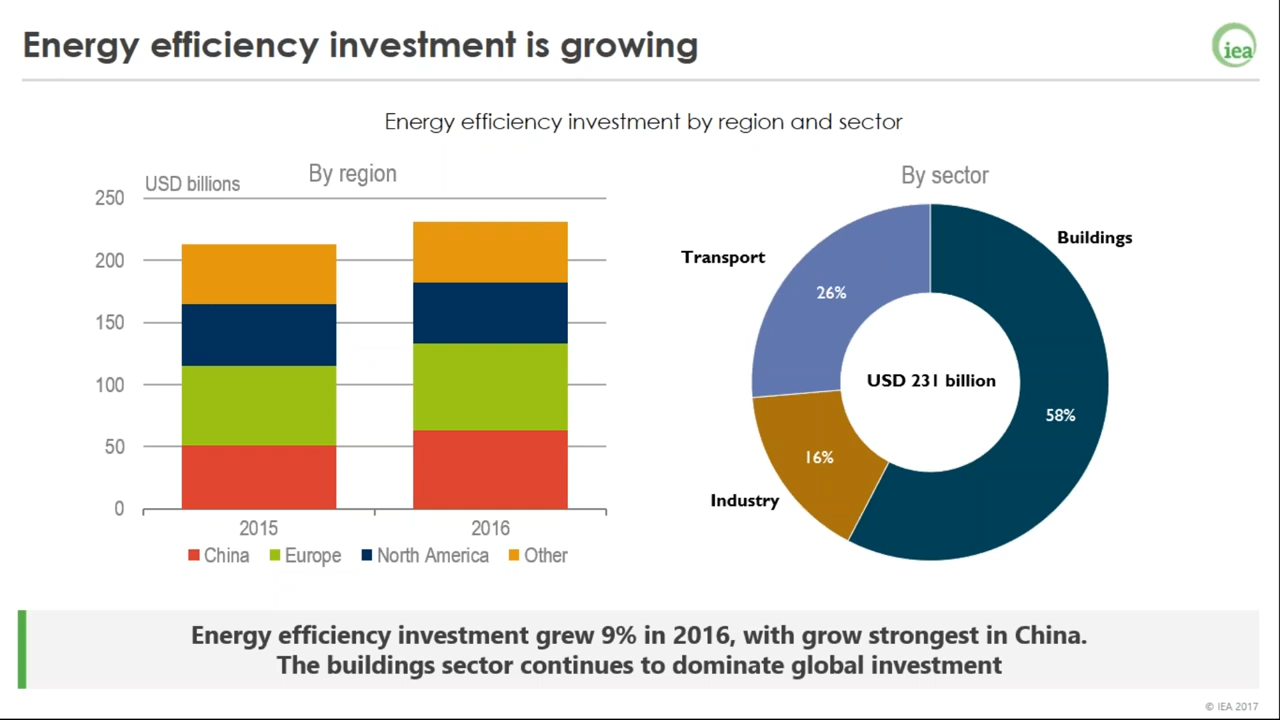 Energy efficiency investment is growing
iea
Energy efficiency investment by region and sector
By region
USD billions
250
200
150
100
50
0
2015
2016
China
Europe
North America
Other
By sector
Transport
Buildings
26%
USD 231 billion
58%
16%
Industry
Energy efficiency investment grew 9% in 2016, with grow strongest in China.
The buildings sector continues to dominate global investment
© IEA 2017